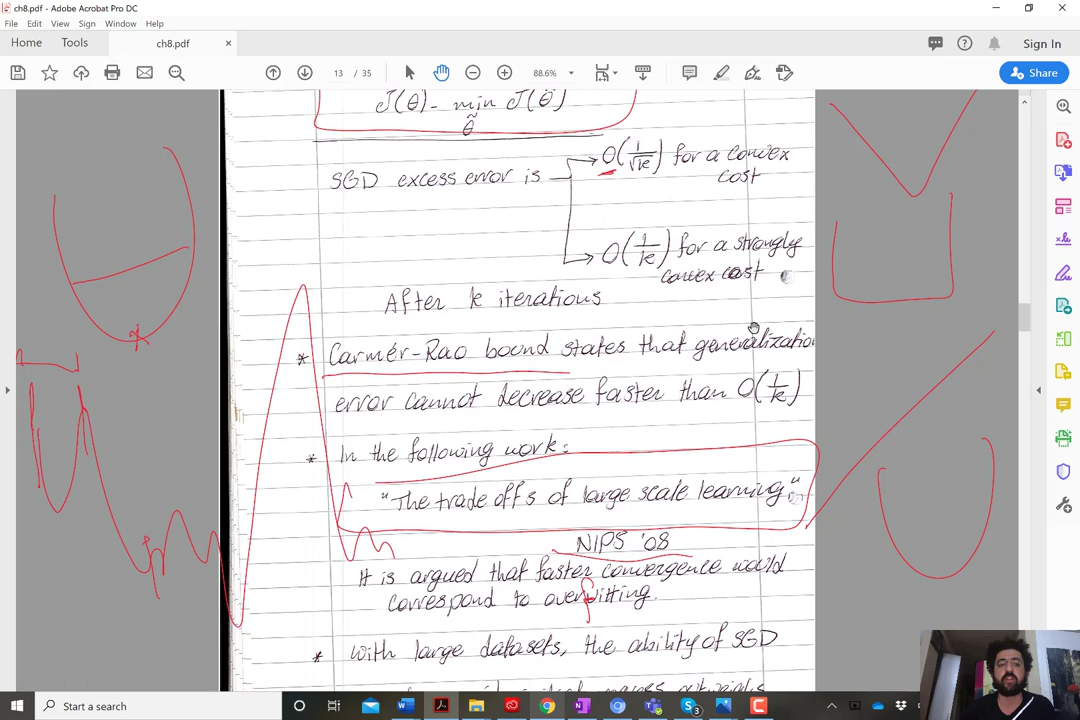 ch8.pdf - Adobe Acrobat Pro DC
File Edit View Sign Window Help
Home Tools ch8.pdf × Sign In
13 / 35 88.6% Share
J(θ) - min J(θ̃)
θ̃
SGD excess error is O(1/√k) for a convex
cost
O(1/k) for a strongly
convex cost
After k iterations
* Carmér-Rao bound states that generalizatio
error cannot decrease faster than O(1/k)
* In the following work:
"The trade offs of large scale learning"
NIPS '08
It is argued that faster convergence would
correspond to overfitting.
* with large datasets, the ability of SGD
Start a search